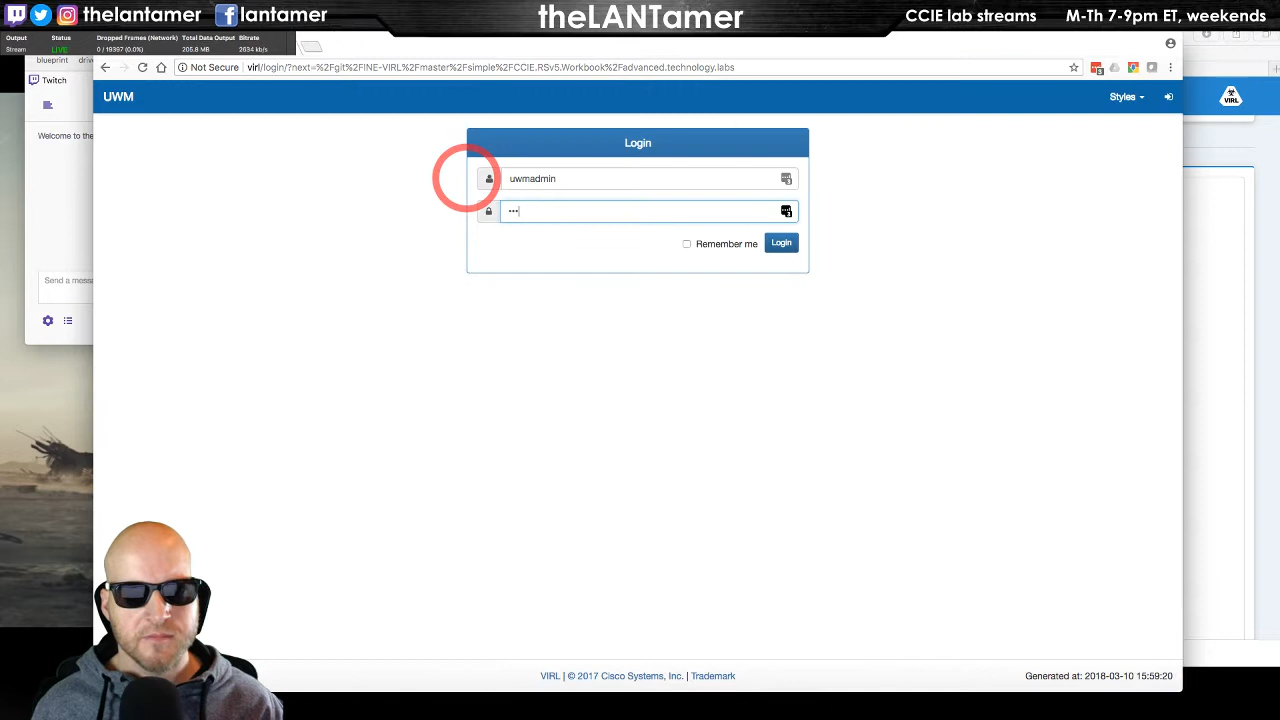 thelantamer lantamer
theLANTamer
CCIE lab streams M-Th 7-9pm ET, weekends
Output Status Dropped Frames (Network) Total Data Output Bitrate
Stream LIVE 0 / 19397 (0.0%) 205.8 MB 2634 kb/s
blueprint
Twitch
Welcome to the
Send a messa
Not Secure virl/login/?next=%2Fgit%2FINE-VIRL%2Fmaster%2Fsimple%2FCCIE.RSv5.Workbook%2Fadvanced.technology.labs
UWM
Styles
VIRL
Login
uwmadmin
•••
Remember me Login
VIRL | © 2017 Cisco Systems, Inc. | Trademark
Generated at: 2018-03-10 15:59:20